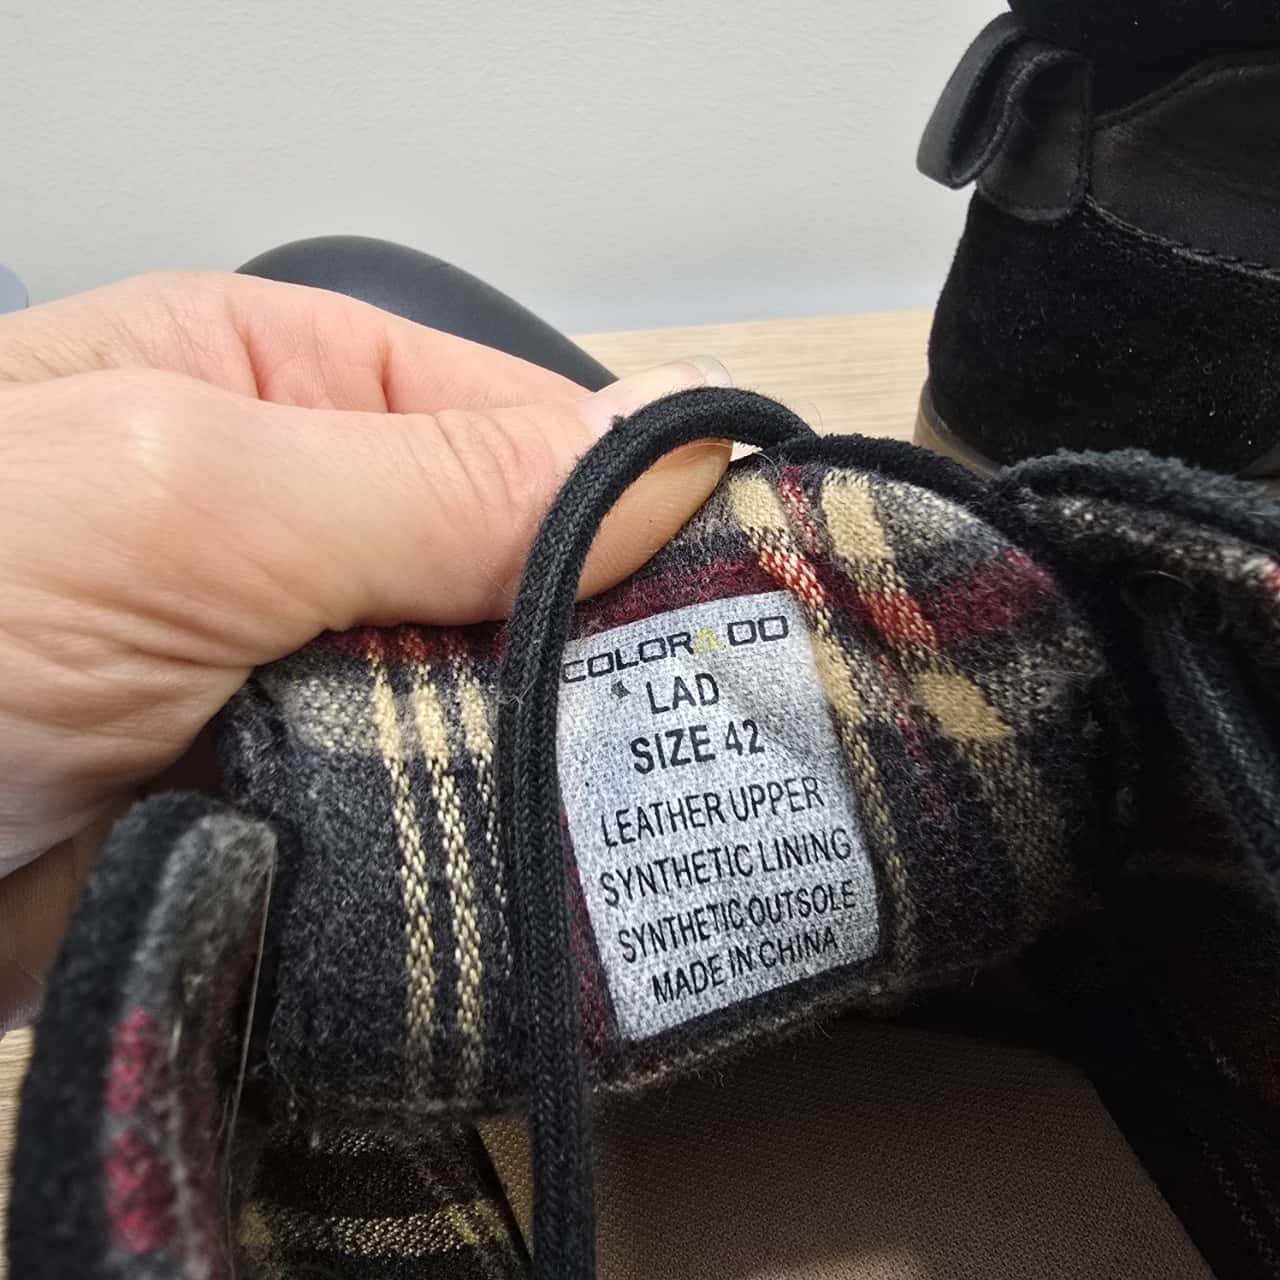 COLORADO
LAD
SIZE 42
LEATHER UPPER
SYNTHETIC LINING
SYNTHETIC OUTSOLE
MADE IN CHINA